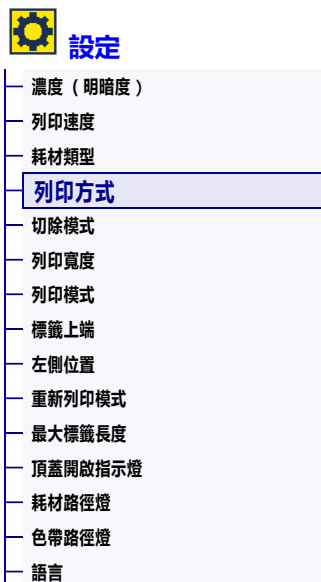 設定
濃度（明暗度）
列印速度
耗材類型
列印方式
切除模式
列印寬度
列印模式
標籤上端
左側位置
重新列印模式
最大標籤長度
頂蓋開啟指示燈
耗材路徑燈
色帶路徑燈
語言